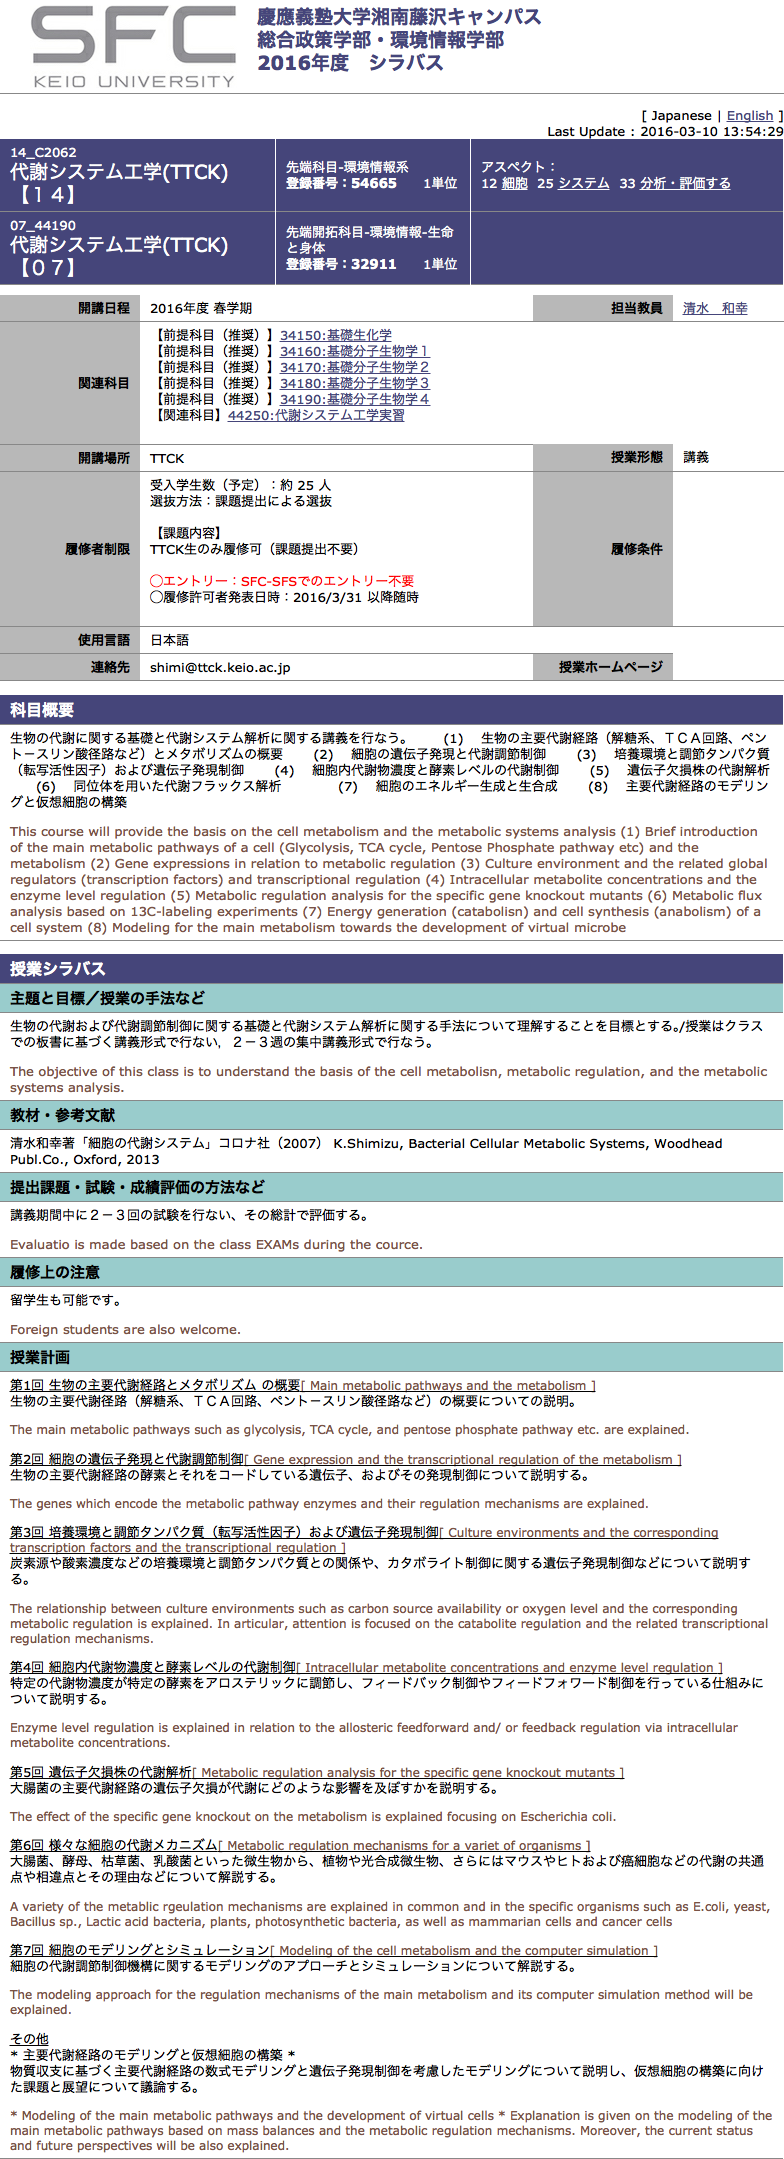 SFC
KEIO UNIVERSITY
慶應義塾大学湘南藤沢キャンパス
総合政策学部・環境情報学部
2016年度　シラバス
[ Japanese | English ]
Last Update : 2016-03-10 13:54:29
14_C2062
代謝システム工学(TTCK)
【１４】
先端科目-環境情報系
登録番号：54665　　1単位
アスペクト：
12 細胞 25 システム 33 分析・評価する
07_44190
代謝システム工学(TTCK)
【０７】
先端開拓科目-環境情報-生命
と身体
登録番号：32911　　1単位
開講日程 2016年度 春学期 担当教員 清水　和幸
関連科目
【前提科目（推奨）】34150:基礎生化学
【前提科目（推奨）】34160:基礎分子生物学１
【前提科目（推奨）】34170:基礎分子生物学２
【前提科目（推奨）】34180:基礎分子生物学３
【前提科目（推奨）】34190:基礎分子生物学４
【関連科目】44250:代謝システム工学実習
開講場所 TTCK 授業形態 講義
履修者制限
受入学生数（予定）：約 25 人
選抜方法：課題提出による選抜
【課題内容】
TTCK生のみ履修可（課題提出不要）
◯エントリー：SFC-SFSでのエントリー不要
◯履修許可者発表日時：2016/3/31 以降随時
履修条件
使用言語 日本語
連絡先 shimi@ttck.keio.ac.jp 授業ホームページ
科目概要
生物の代謝に関する基礎と代謝システム解析に関する講義を行なう。　　(1)　生物の主要代謝経路（解糖系、ＴＣＡ回路、ペン
トースリン酸径路など）とメタボリズムの概要　　(2)　細胞の遺伝子発現と代謝調節制御　　(3)　培養環境と調節タンパク質
（転写活性因子）および遺伝子発現制御　　(4)　細胞内代謝物濃度と酵素レベルの代謝制御　　(5)　遺伝子欠損株の代謝解析
(6)　同位体を用いた代謝フラックス解析　　　　(7)　細胞のエネルギー生成と生合成　　(8)　主要代謝経路のモデリン
グと仮想細胞の構築
This course will provide the basis on the cell metabolism and the metabolic systems analysis (1) Brief introduction
of the main metabolic pathways of a cell (Glycolysis, TCA cycle, Pentose Phosphate pathway etc) and the
metabolism (2) Gene expressions in relation to metabolic regulation (3) Culture environment and the related global
regulators (transcription factors) and transcriptional regulation (4) Intracellular metabolite concentrations and the
enzyme level regulation (5) Metabolic regulation analysis for the specific gene knockout mutants (6) Metabolic flux
analysis based on 13C-labeling experiments (7) Energy generation (catabolisn) and cell synthesis (anabolism) of a
cell system (8) Modeling for the main metabolism towards the development of virtual microbe
授業シラバス
主題と目標／授業の手法など
生物の代謝および代謝調節制御に関する基礎と代謝システム解析に関する手法について理解することを目標とする。/授業はクラス
での板書に基づく講義形式で行ない，２－３週の集中講義形式で行なう。
The objective of this class is to understand the basis of the cell metabolisn, metabolic regulation, and the metabolic
systems analysis.
教材・参考文献
清水和幸著「細胞の代謝システム」コロナ社（2007） K.Shimizu, Bacterial Cellular Metabolic Systems, Woodhead
Publ.Co., Oxford, 2013
提出課題・試験・成績評価の方法など
講義期間中に２－３回の試験を行ない、その総計で評価する。
Evaluatio is made based on the class EXAMs during the cource.
履修上の注意
留学生も可能です。
Foreign students are also welcome.
授業計画
第1回 生物の主要代謝経路とメタボリズム の概要[ Main metabolic pathways and the metabolism ]
生物の主要代謝径路（解糖系、ＴＣＡ回路、ペントースリン酸径路など）の概要についての説明。
The main metabolic pathways such as glycolysis, TCA cycle, and pentose phosphate pathway etc. are explained.
第2回 細胞の遺伝子発現と代謝調節制御[ Gene expression and the transcriptional regulation of the metabolism ]
生物の主要代謝経路の酵素とそれをコードしている遺伝子、およびその発現制御について説明する。
The genes which encode the metabolic pathway enzymes and their regulation mechanisms are explained.
第3回 培養環境と調節タンパク質（転写活性因子）および遺伝子発現制御[ Culture environments and the corresponding
transcription factors and the transcriptional regulation ]
炭素源や酸素濃度などの培養環境と調節タンパク質との関係や、カタボライト制御に関する遺伝子発現制御などについて説明す
る。
The relationship between culture environments such as carbon source availability or oxygen level and the corresponding
metabolic regulation is explained. In articular, attention is focused on the catabolite regulation and the related transcriptional
regulation mechanisms.
第4回 細胞内代謝物濃度と酵素レベルの代謝制御[ Intracellular metabolite concentrations and enzyme level regulation ]
特定の代謝物濃度が特定の酵素をアロステリックに調節し、フィードバック制御やフィードフォワード制御を行っている仕組みに
ついて説明する。
Enzyme level regulation is explained in relation to the allosteric feedforward and/ or feedback regulation via intracellular
metabolite concentrations.
第5回 遺伝子欠損株の代謝解析[ Metabolic regulation analysis for the specific gene knockout mutants ]
大腸菌の主要代謝経路の遺伝子欠損が代謝にどのような影響を及ぼすかを説明する。
The effect of the specific gene knockout on the metabolism is explained focusing on Escherichia coli.
第6回 様々な細胞の代謝メカニズム[ Metabolic regulation mechanisms for a variet of organisms ]
大腸菌、酵母、枯草菌、乳酸菌といった微生物から、植物や光合成微生物、さらにはマウスやヒトおよび癌細胞などの代謝の共通
点や相違点とその理由などについて解説する。
A variety of the metablic rgeulation mechanisms are explained in common and in the specific organisms such as E.coli, yeast,
Bacillus sp., Lactic acid bacteria, plants, photosynthetic bacteria, as well as mammarian cells and cancer cells
第7回 細胞のモデリングとシミュレーション[ Modeling of the cell metabolism and the computer simulation ]
細胞の代謝調節制御機構に関するモデリングのアプローチとシミュレーションについて解説する。
The modeling approach for the regulation mechanisms of the main metabolism and its computer simulation method will be
explained.
その他
* 主要代謝経路のモデリングと仮想細胞の構築 *
物質収支に基づく主要代謝経路の数式モデリングと遺伝子発現制御を考慮したモデリングについて説明し、仮想細胞の構築に向け
た課題と展望について議論する。
* Modeling of the main metabolic pathways and the development of virtual cells * Explanation is given on the modeling of the
main metabolic pathways based on mass balances and the metabolic regulation mechanisms. Moreover, the current status
and future perspectives will be also explained.